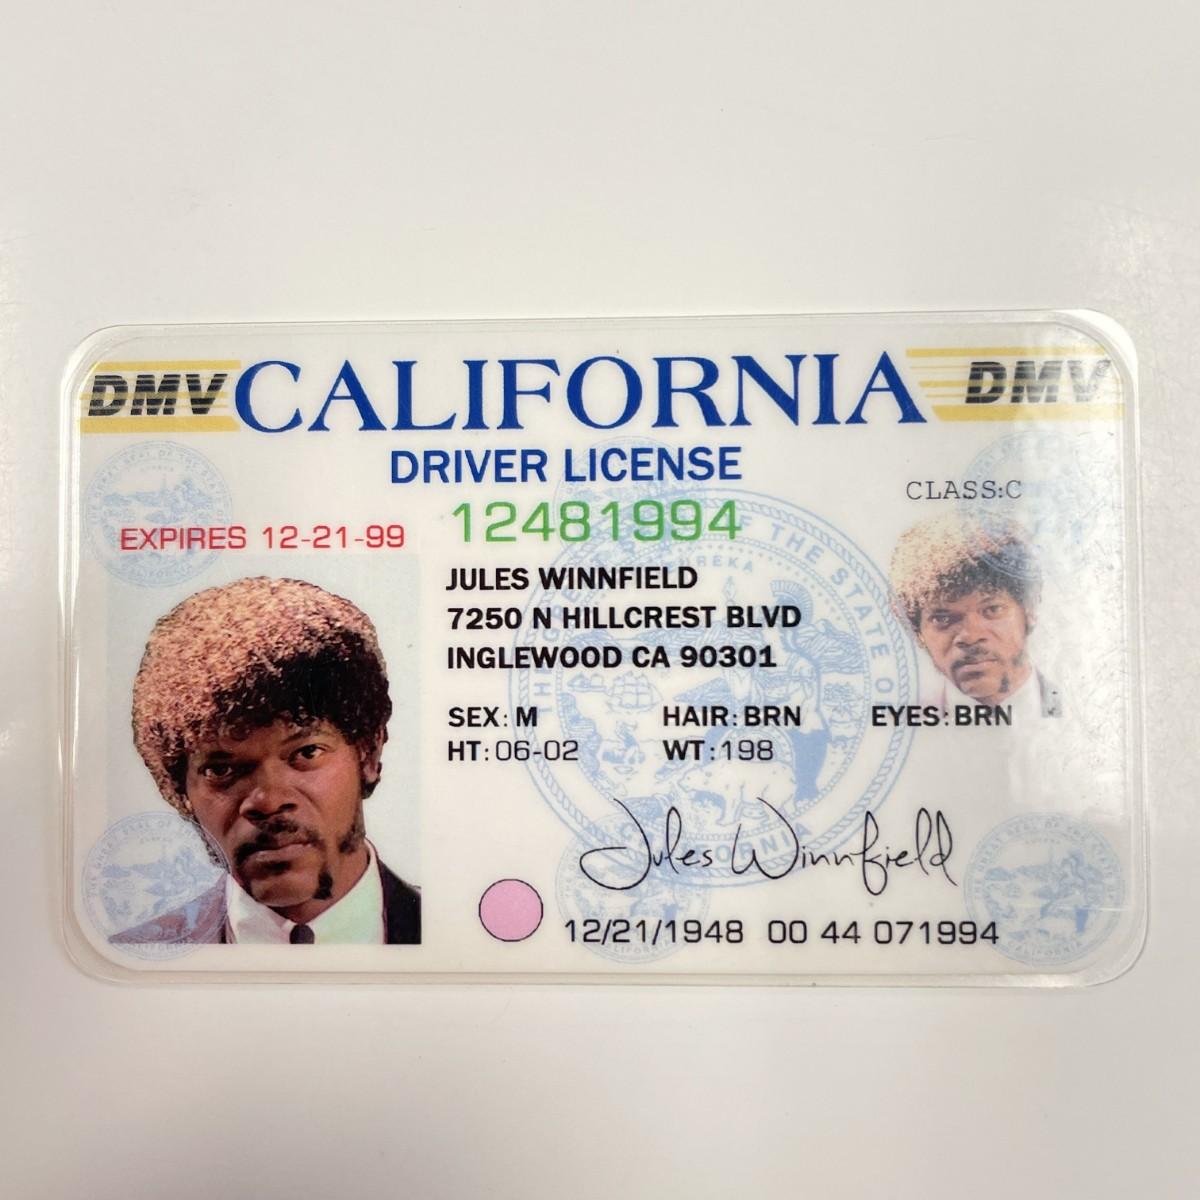 DMV CALIFORNIA DMV
DRIVER LICENSE
CLASS:C
EXPIRES 12-21-99
12481994
JULES WINNFIELD
7250 N HILLCREST BLVD
INGLEWOOD CA 90301
SEX: M HAIR: BRN EYES: BRN
HT: 06-02 WT: 198
Jules Winnfield
12/21/1948 00 44 071994